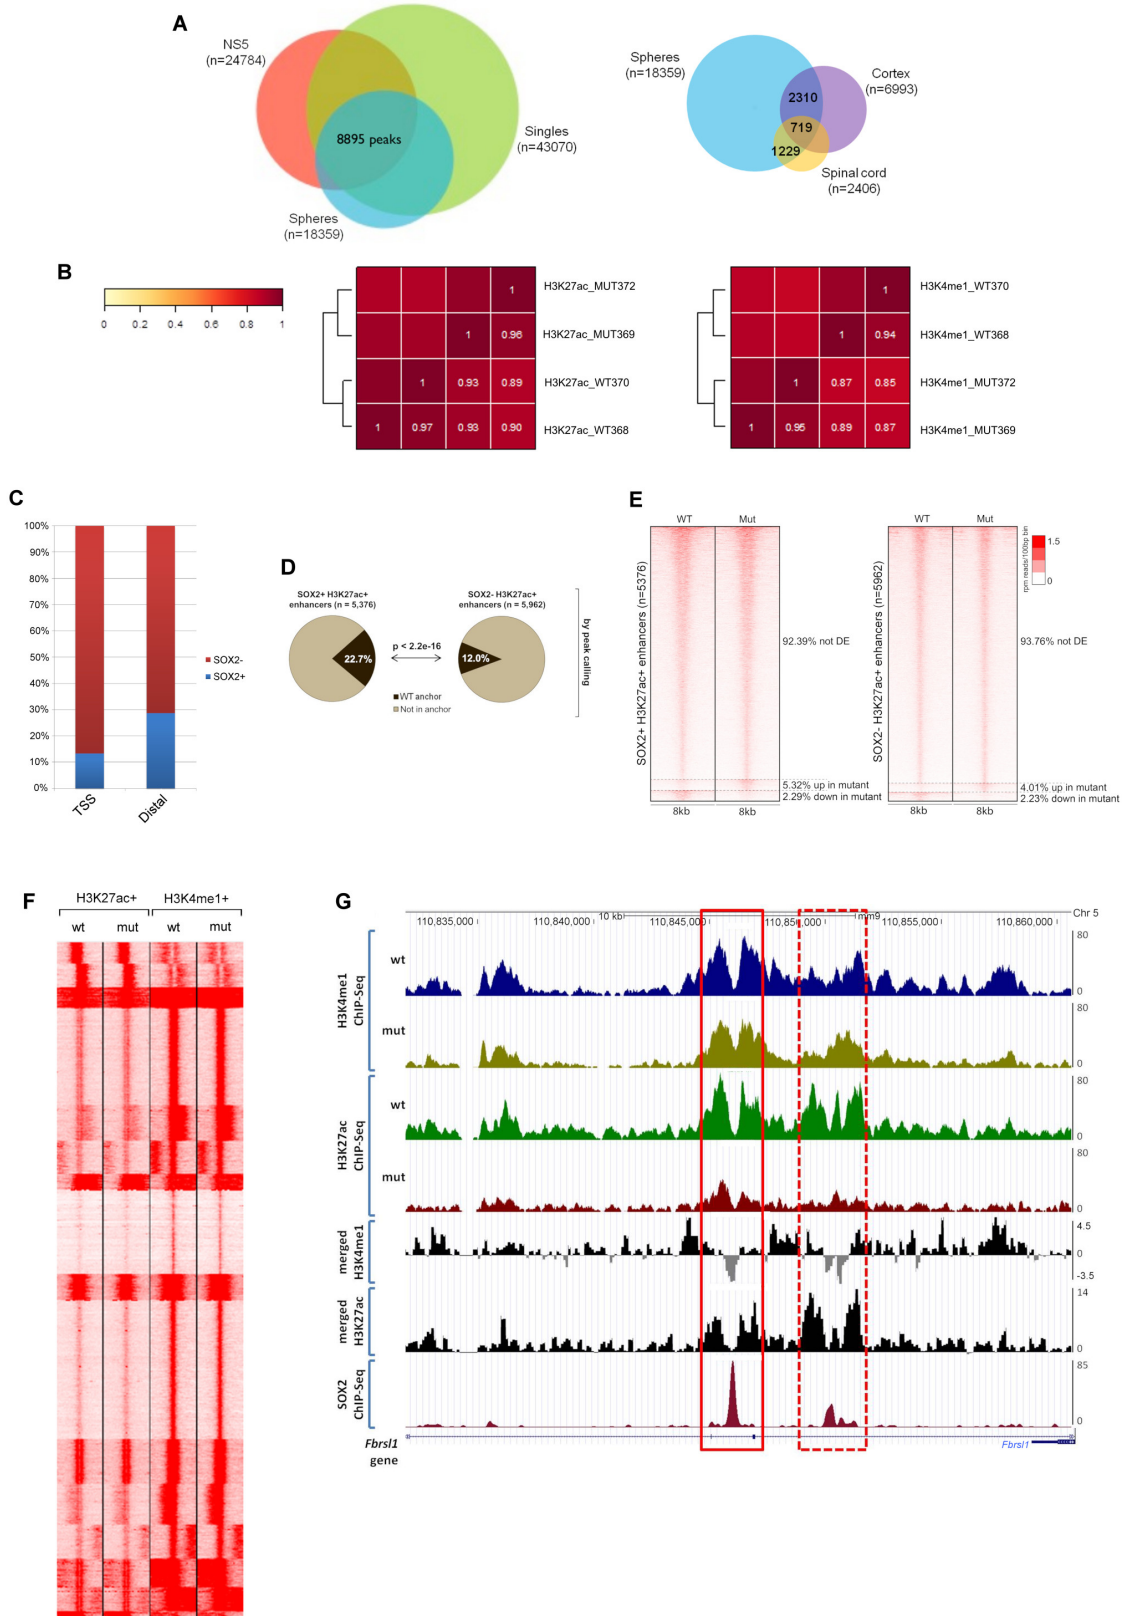 A
NS5
(n=24784)
8895 peaks
Singles
(n=43070)
Spheres
(n=18359)
Spheres
(n=18359)
Cortex
(n=6993)
2310
719
1229
Spinal cord
(n=2406)
B
0 0.2 0.4 0.6 0.8 1
1 H3K27ac_MUT372
1 0.96 H3K27ac_MUT369
1 0.93 0.89 H3K27ac_WT370
1 0.97 0.93 0.90 H3K27ac_WT368
1 H3K4me1_WT370
1 0.94 H3K4me1_WT368
1 0.87 0.85 H3K4me1_MUT372
1 0.95 0.89 0.87 H3K4me1_MUT369
C
100%
90%
80%
70%
60%
50%
40%
30%
20%
10%
0%
TSS
Distal
SOX2-
SOX2+
D
SOX2+ H3K27ac+
enhancers (n = 5,376)
SOX2- H3K27ac+
enhancers (n = 5,962)
22.7%
p < 2.2e-16
12.0%
WT anchor
Not in anchor
by peak calling
E
WT Mut
SOX2+ H3K27ac+ enhancers (n=5376)
92.39% not DE
5.32% up in mutant
2.29% down in mutant
8kb 8kb
WT Mut
SOX2- H3K27ac+ enhancers (n=5962)
93.76% not DE
4.01% up in mutant
2.23% down in mutant
8kb 8kb
rpm reads/100bp bin
1.5
0
F
H3K27ac+ H3K4me1+
wt mut wt mut
G
10 kb mm9 Chr 5
110,835,000 110,840,000 110,845,000 110,850,000 110,855,000 110,860,000
H3K4me1
ChIP-Seq
wt
80
0
mut
80
0
H3K27ac
ChIP-Seq
wt
80
0
mut
80
0
merged
H3K4me1
4.5
0
-3.5
merged
H3K27ac
14
0
SOX2
ChIP-Seq
85
0
Fbrsl1
gene
Fbrsl1